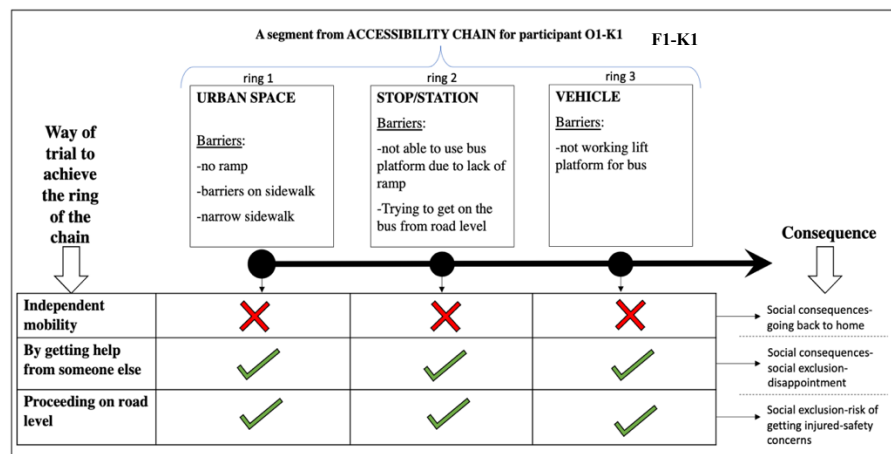 A segment from ACCESSIBILITY CHAIN for participant O1-K1
F1-K1
ring 1
ring 2
ring 3
URBAN SPACE
Barriers:
-no ramp
-barriers on sidewalk
-narrow sidewalk
STOP/STATION
Barriers:
-not able to use bus
platform due to lack of
ramp
-Trying to get on the
bus from road level
VEHICLE
Barriers:
-not working lift
platform for bus
Way of
trial to
achieve
the ring
of the
chain
Consequence
Independent
mobility
Social consequences-
going back to home
By getting help
from someone else
Social consequences-
social exclusion-
disappointment
Proceeding on road
level
Social exclusion-risk of
getting injured-safety
concerns